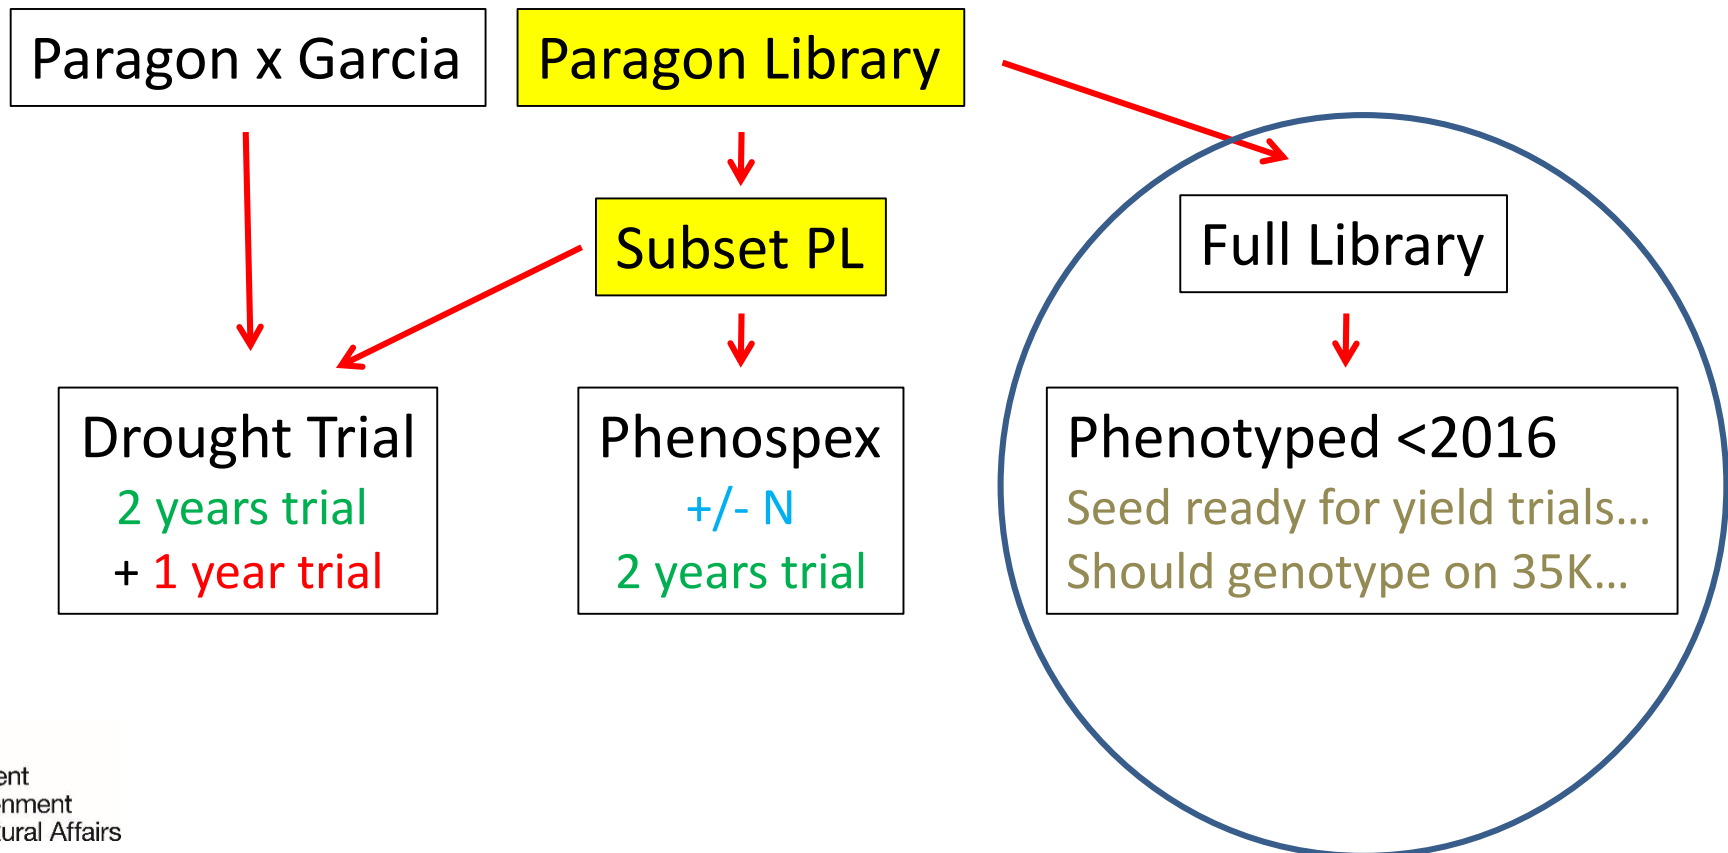 Paragon x Garcia
Paragon Library
Subset PL
Full Library
Drought Trial
2 years trial
+ 1 year trial
Phenospex
+/- N
2 years trial
Phenotyped <2016
Seed ready for yield trials...
Should genotype on 35K...
ent
nment
ural Affairs